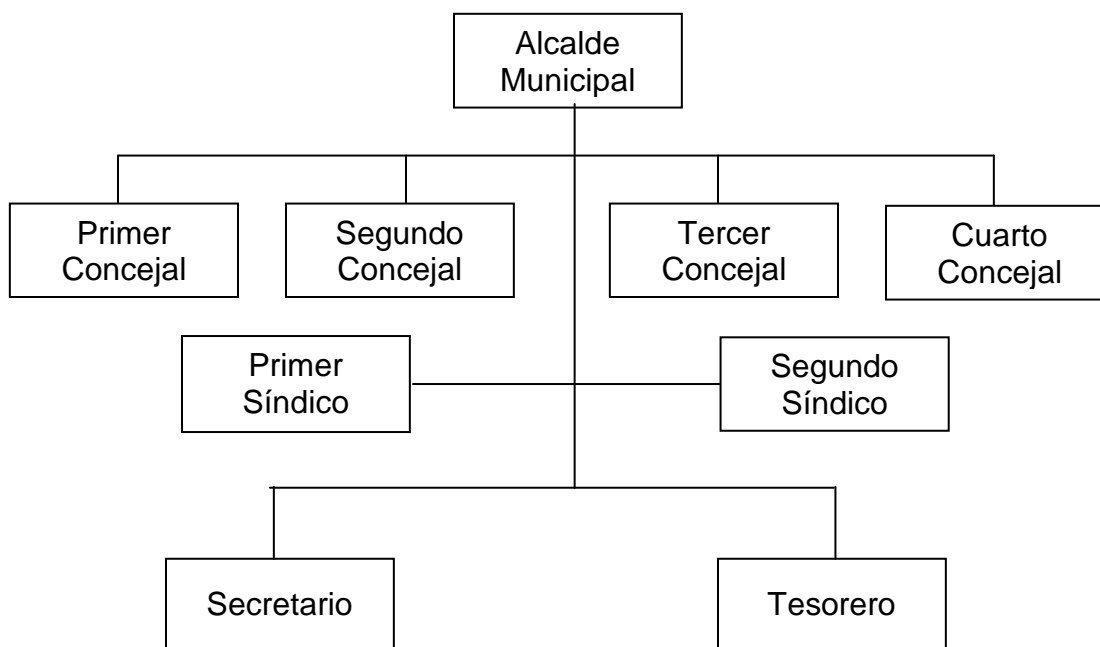 Alcalde
Municipal
Primer
Concejal
Segundo
Concejal
Tercer
Concejal
Cuarto
Concejal
Primer
Síndico
Segundo
Síndico
Secretario
Tesorero